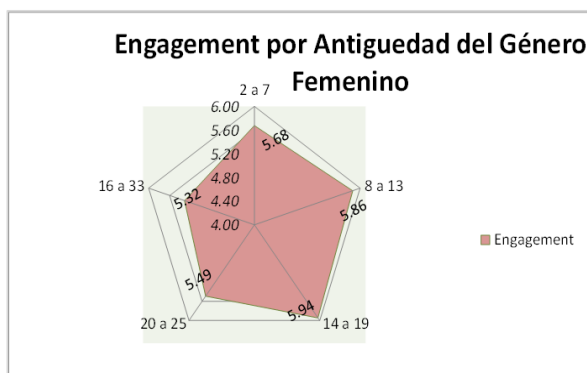 Engagement por Antiguedad del Género
Femenino
2 a 7
6.00
5.60
5.20
4.80
4.40
4.00
5.68
8 a 13
5.86
16 a 33
5.32
Engagement
5.49
5.94
20 a 25
14 a 19